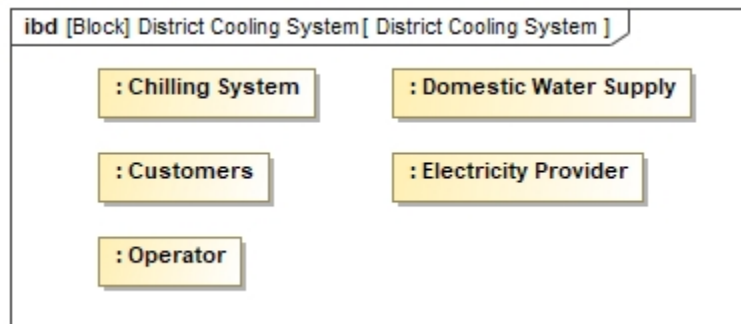 ibd [Block] District Cooling System[ District Cooling System ]
: Chilling System
: Domestic Water Supply
: Customers
: Electricity Provider
: Operator